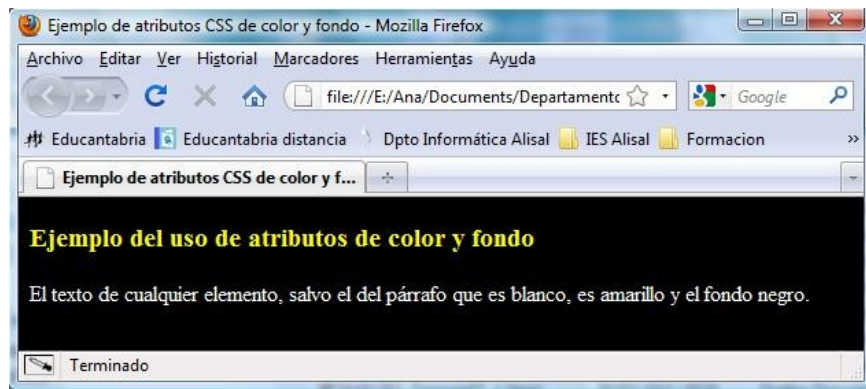 Ejemplo de atributos CSS de color y fondo - Mozilla Firefox
Archivo Editar Ver Historial Marcadores Herramientas Ayuda
file:///E:/Ana/Documents/Departamento Google
Educantabria Educantabria distancia Dpto Informática Alisal IES Alisal Formacion »
Ejemplo de atributos CSS de color y f...
Ejemplo del uso de atributos de color y fondo
El texto de cualquier elemento, salvo el del párrafo que es blanco, es amarillo y el fondo negro.
Terminado